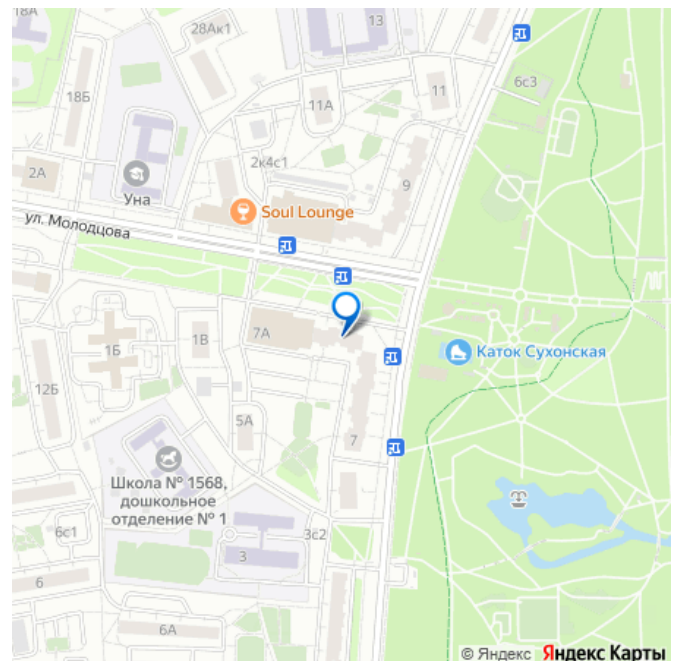 18А
28Ак1
13
6с3
18Б
11А
11
2А
2к4с1
9
Уна
Soul Lounge
ул. Молодцова
7А
1Б
1В
Каток Сухонская
12Б
5А
7
Школа № 1568,
дошкольное
отделение № 1
6с1
3с2
3
6
6А
© Яндекс Яндекс Карты